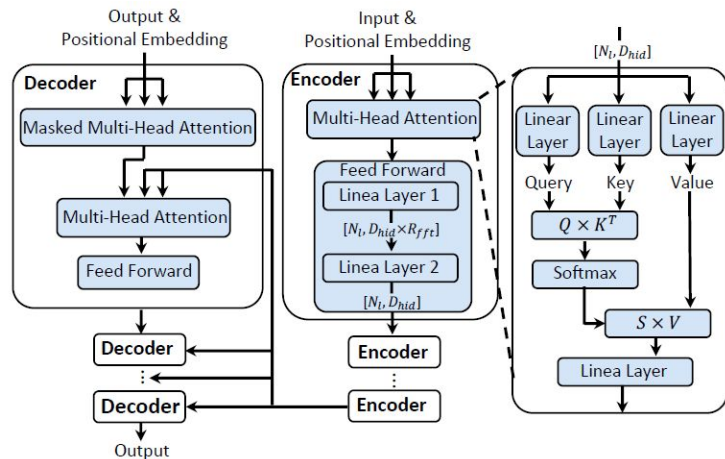 Output &
Positional Embedding
Decoder
Masked Multi-Head Attention
Multi-Head Attention
Feed Forward
Decoder
⋮
Decoder
Output
Input &
Positional Embedding
Encoder
Multi-Head Attention
Feed Forward
Linea Layer 1
[N_l, D_hid×R_fft]
Linea Layer 2
[N_l, D_hid]
Encoder
⋮
Encoder
[N_l, D_hid]
Linear
Layer
Linear
Layer
Linear
Layer
Query
Key
Value
Q × K^T
Softmax
S × V
Linea Layer